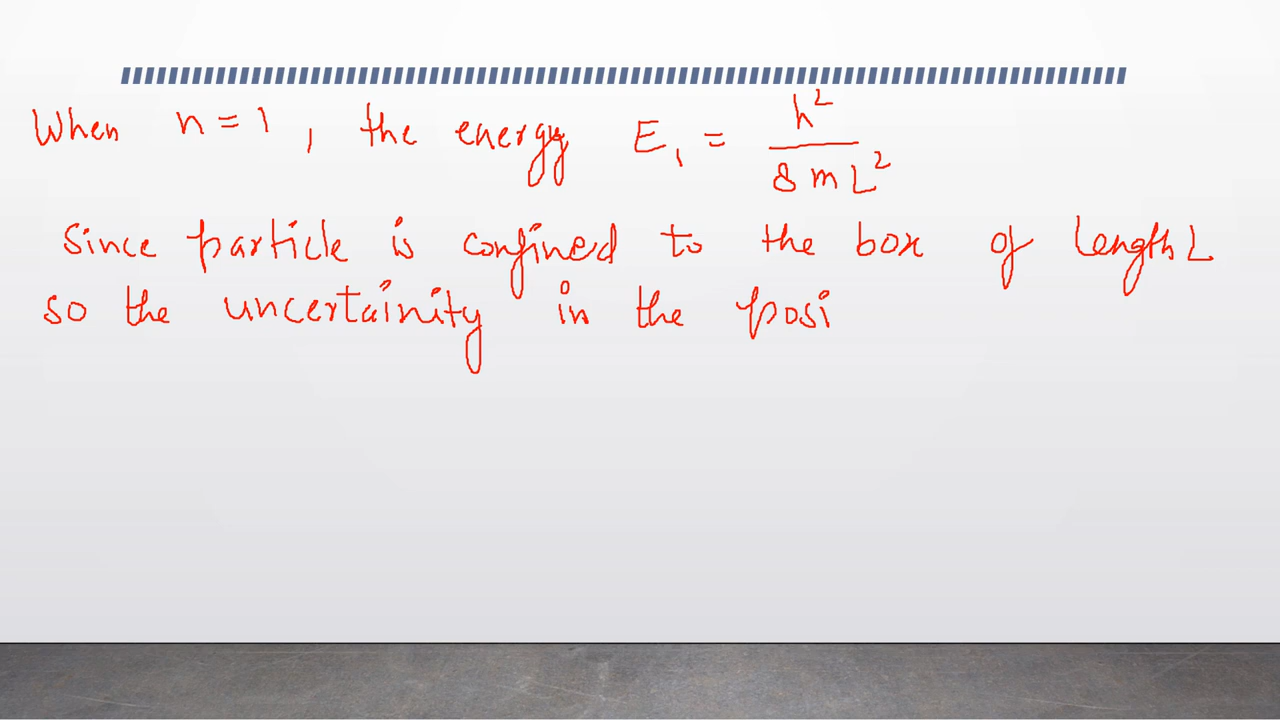 When n = 1, the energy E₁ = h²/8mL²
Since particle is confined to the box of length L
so the uncertainity in the posi